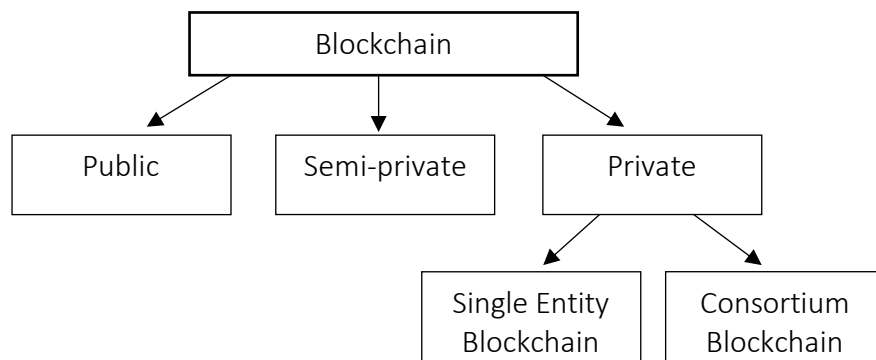 Blockchain
Public
Semi-private
Private
Single Entity
Blockchain
Consortium
Blockchain